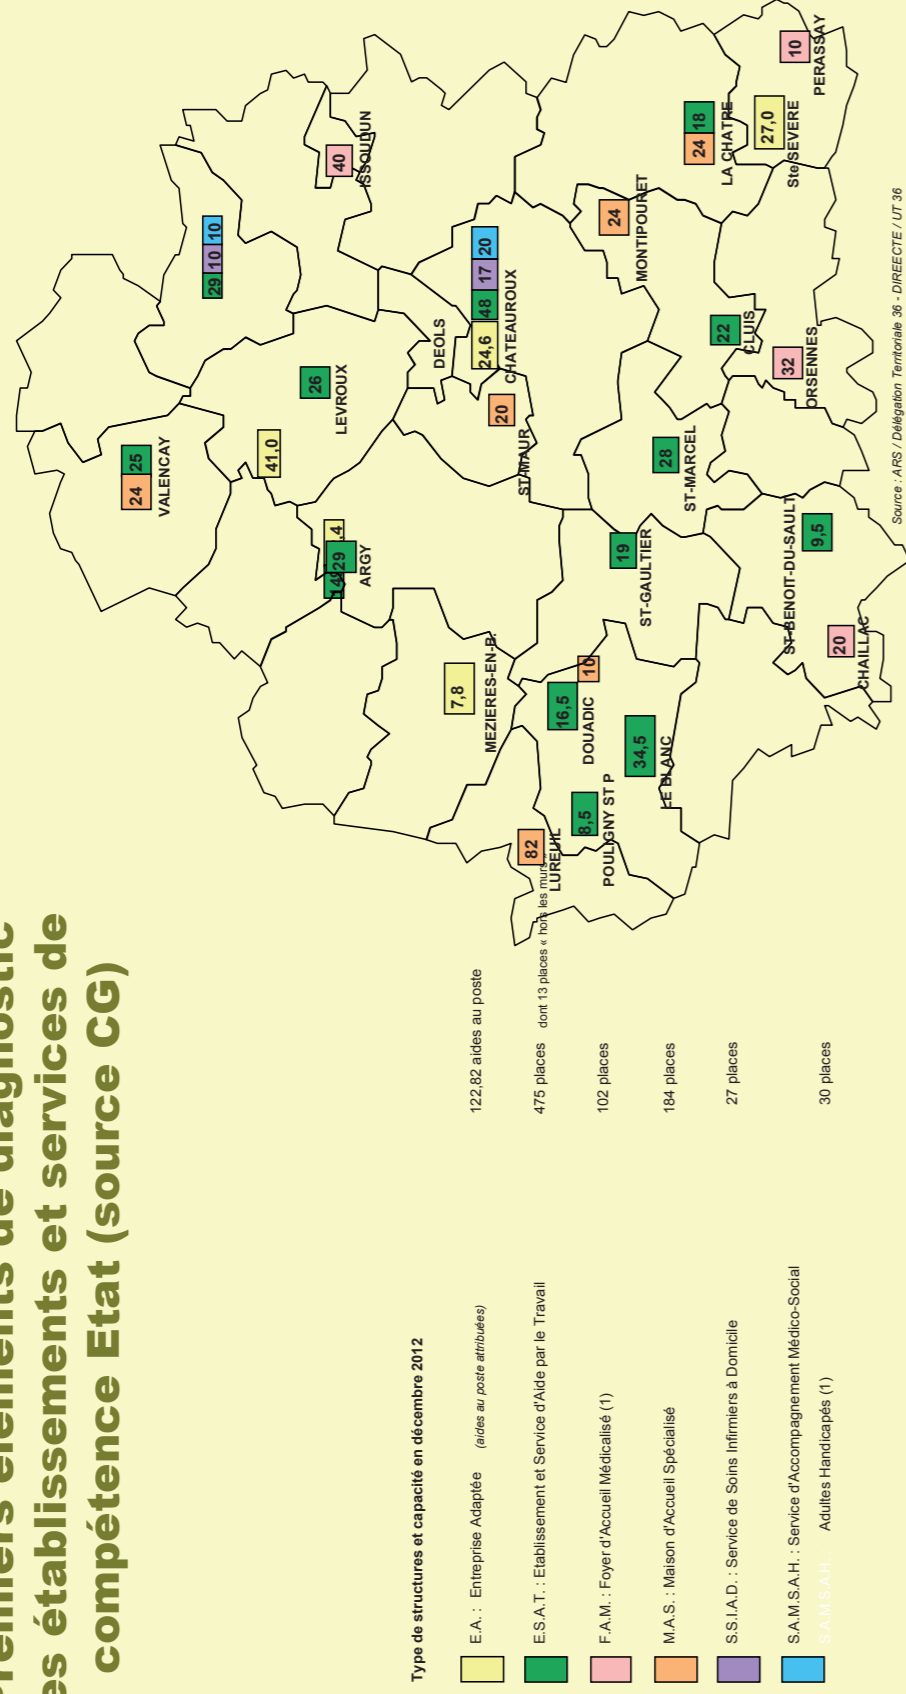 remiers éléments de diagnostic
es établissements et services de
compétence Etat (source CG)
Type de structures et capacité en décembre 2012
E.A. : Entreprise Adaptée (aides au poste attribuées) 122,82 aides au poste
E.S.A.T. : Etablissement et Service d'Aide par le Travail 475 places dont 13 places « hors les murs
F.A.M. : Foyer d'Accueil Médicalisé (1) 102 places
M.A.S. : Maison d'Accueil Spécialisé 184 places
S.S.I.A.D. : Service de Soins Infirmiers à Domicile 27 places
S.A.M.S.A.H. : Service d'Accompagnement Médico-Social
S.A.M.S.A.H Adultes Handicapés (1) 30 places
24 25
VALENCAY
29 10 10
41,0
26
LEVROUX
40
ISSOUDUN
29 ,4
ARGY
DEOLS
7,8
MEZIERES-EN-B.
20
ST-MAUR
24,6 48 17 20
CHATEAUROUX
82
LUREUIL
16,5
10
DOUADIC
8,5
POULIGNY ST P
34,5
LE BLANC
19
ST-GAULTIER
28
ST-MARCEL
24
MONTIPOURET
24 18
LA CHATRE
22
CLUIS
27,0
Ste SEVERE
10
PERASSAY
32
ORSENNES
9,5
ST-BENOIT-DU-SAULT
20
CHAILLAC
Source : ARS / Délégation Territoriale 36 - DIREECTE / UT 36